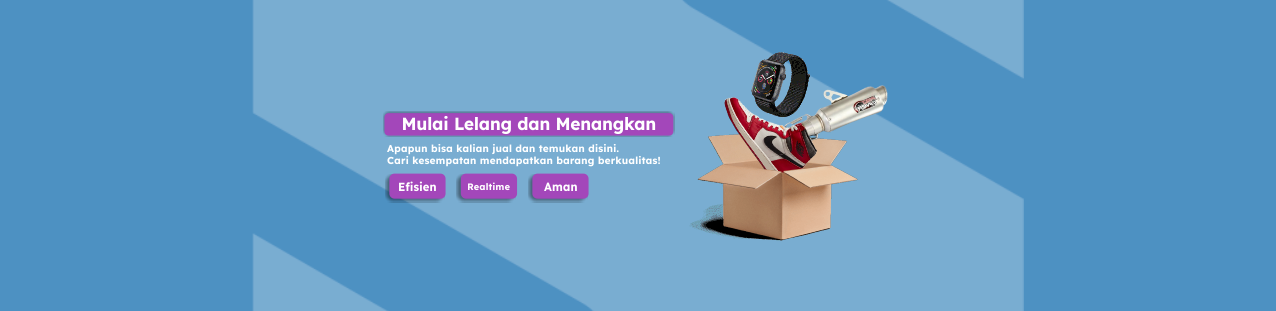 Mulai Lelang dan Menangkan
Apapun bisa kalian jual dan temukan disini.
Cari kesempatan mendapatkan barang berkualitas!
Efisien
Realtime
Aman